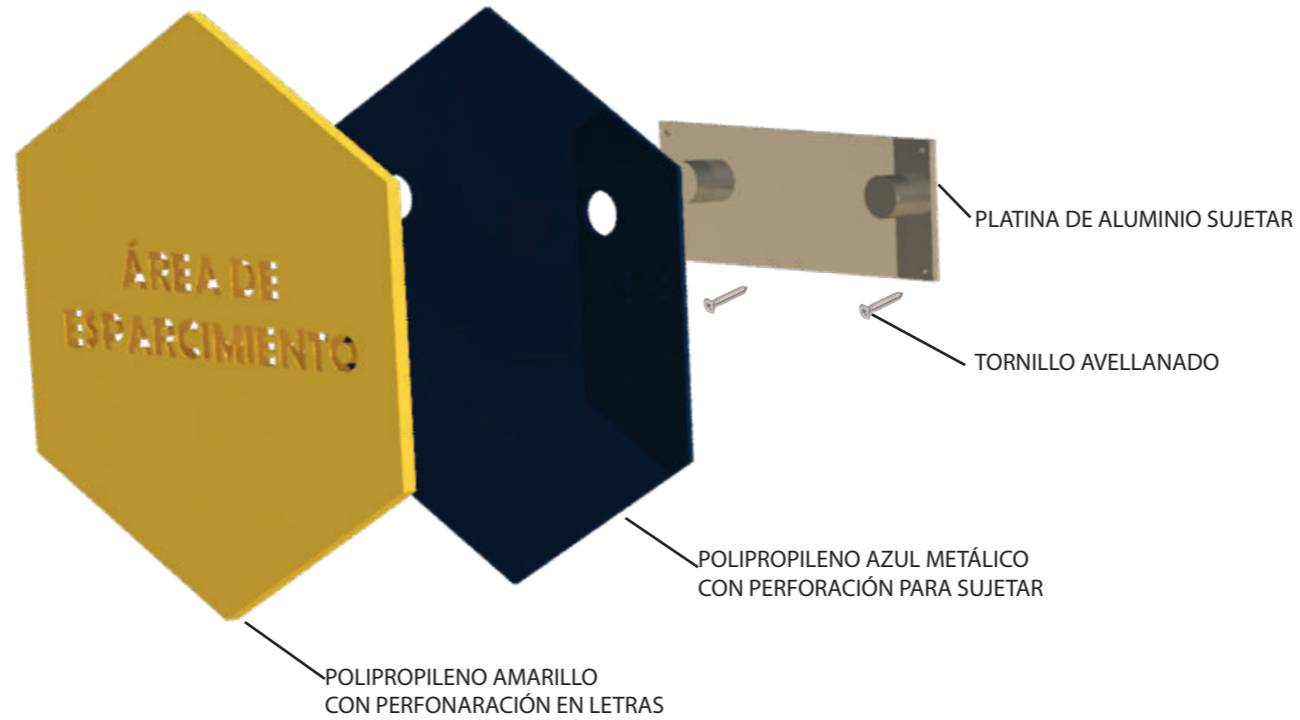 ÁREA DE
ESPARCIMIENTO
PLATINA DE ALUMINIO SUJETAR
TORNILLO AVELLANADO
POLIPROPILENO AZUL METÁLICO
CON PERFORACIÓN PARA SUJETAR
POLIPROPILENO AMARILLO
CON PERFONARACIÓN EN LETRAS